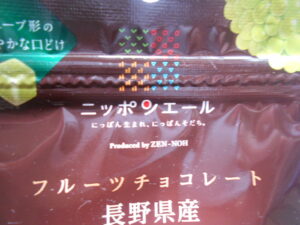 ープ形の
やかな口どけ
ニッポンエール
にっぽん生まれ、にっぽんそだち。
Produced by ZEN-NOH
フルーツチョコレート
長野県産